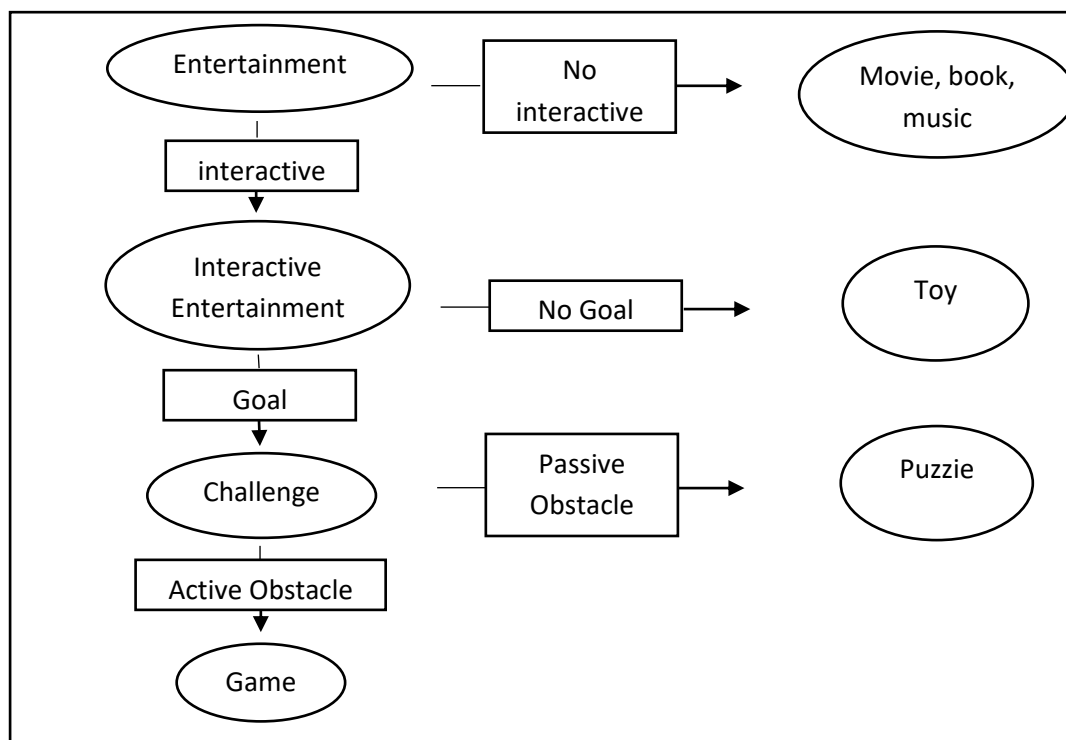 Entertainment
No
interactive
Movie, book,
music
interactive
Interactive
Entertainment
No Goal
Toy
Goal
Challenge
Passive
Obstacle
Puzzie
Active Obstacle
Game